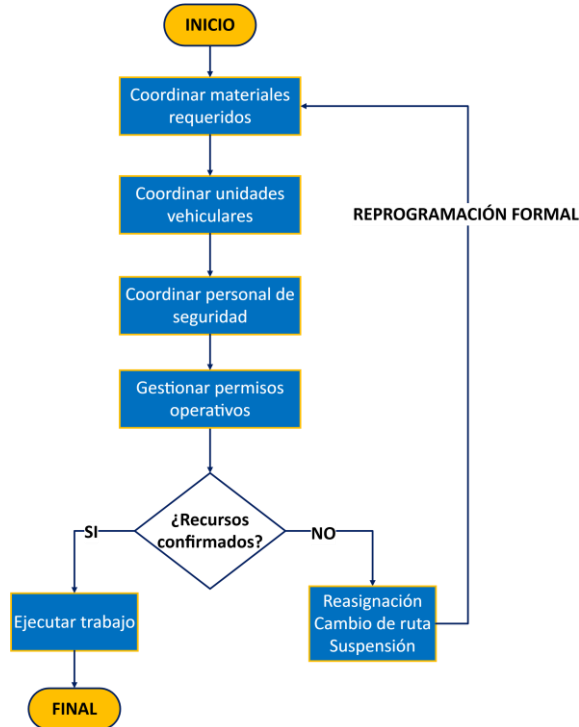 INICIO
Coordinar materiales
requeridos
Coordinar unidades
vehiculares
REPROGRAMACIÓN FORMAL
Coordinar personal de
seguridad
Gestionar permisos
operativos
¿Recursos
confirmados?
SI
NO
Ejecutar trabajo
Reasignación
Cambio de ruta
Suspensión
FINAL